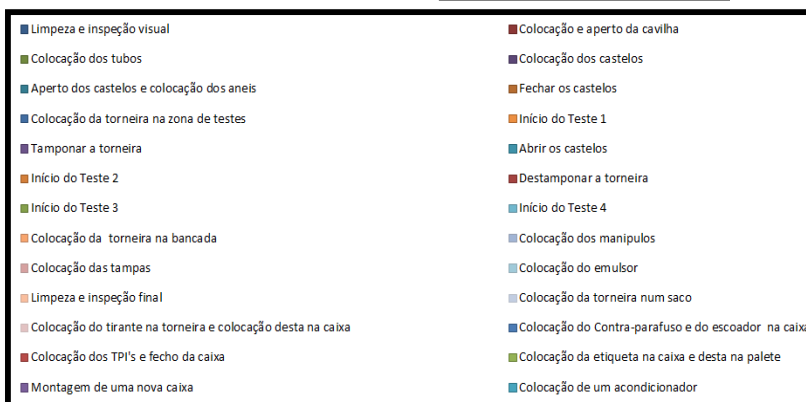 Limpeza e inspeção visual
Colocação e aperto da cavilha
Colocação dos tubos
Colocação dos castelos
Aperto dos castelos e colocação dos aneis
Fechar os castelos
Colocação da torneira na zona de testes
Início do Teste 1
Tamponar a torneira
Abrir os castelos
Início do Teste 2
Destamponar a torneira
Início do Teste 3
Início do Teste 4
Colocação da torneira na bancada
Colocação dos manipulos
Colocação das tampas
Colocação do emulsor
Limpeza e inspeção final
Colocação da torneira num saco
Colocação do tirante na torneira e colocação desta na caixa
Colocação do Contra-parafuso e do escoador na caixa
Colocação dos TPI's e fecho da caixa
Colocação da etiqueta na caixa e desta na palete
Montagem de uma nova caixa
Colocação de um acondicionador